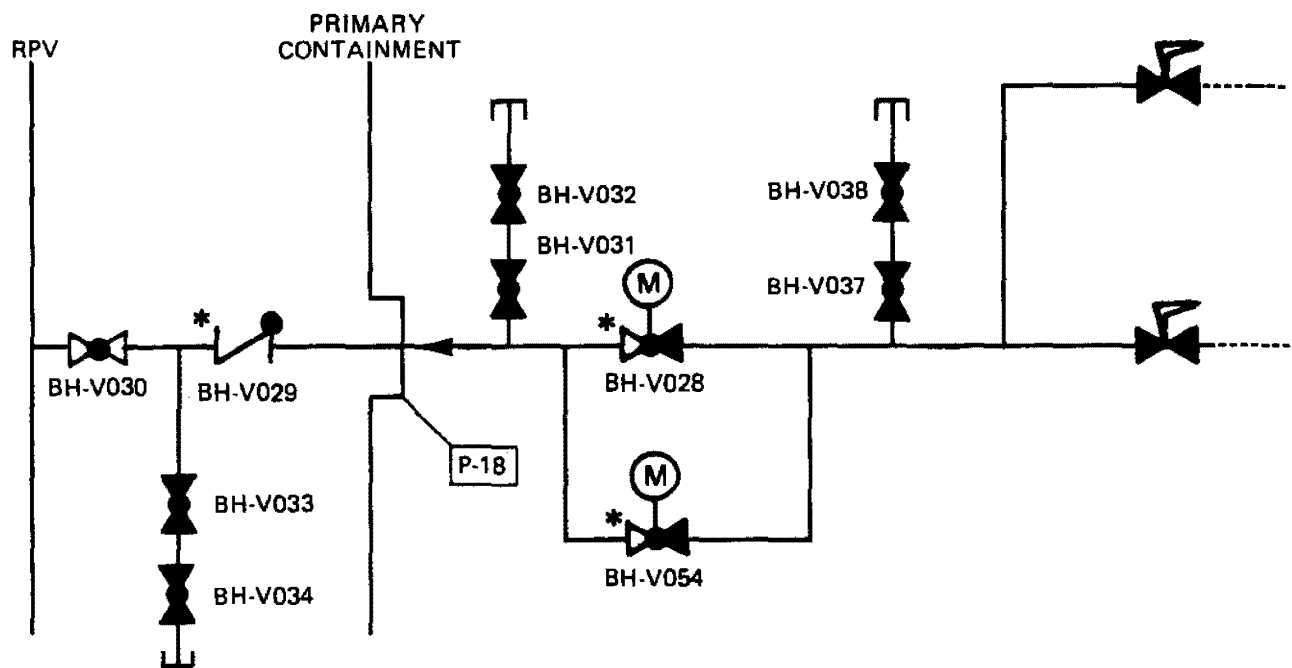 RPV
PRIMARY
CONTAINMENT
BH-V032
BH-V031
BH-V038
BH-V037
M
*
*
BH-V030
BH-V029
BH-V028
P-18
M
*
BH-V033
BH-V054
BH-V034